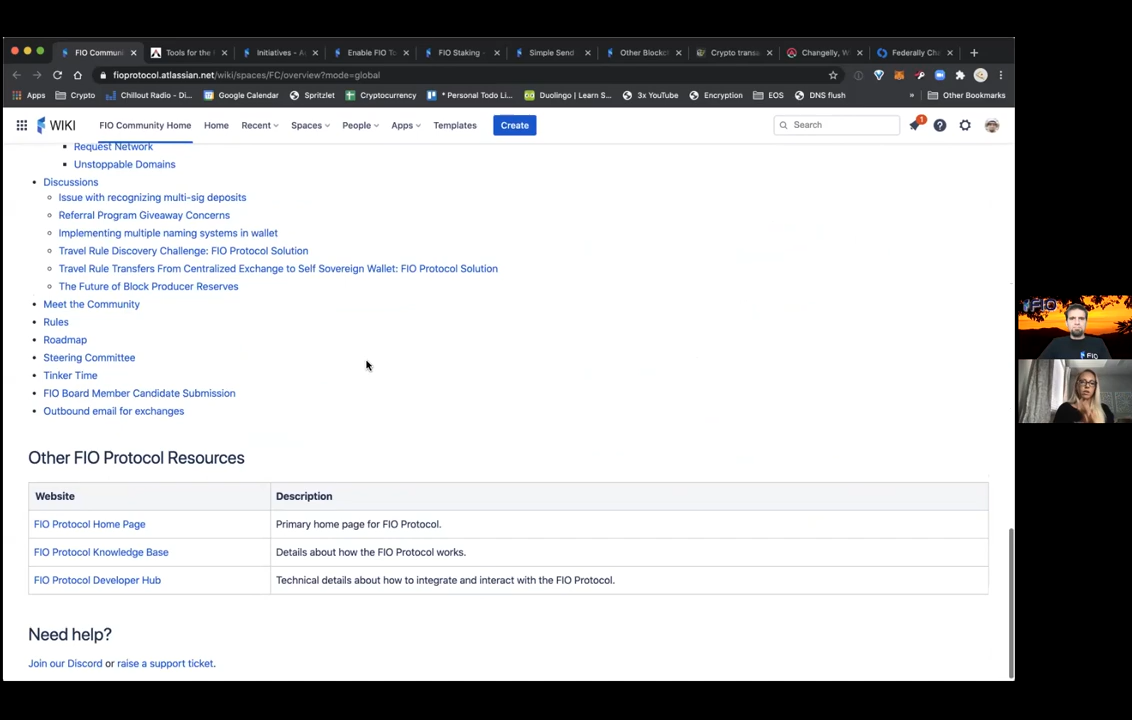 FIO Commun
Tools for the F
Initiatives - A
Enable FIO To
FIO Staking -
Simple Send
Other Blockc
Crypto transa
Changelly, W
Federally Cha
fioprotocol.atlassian.net/wiki/spaces/FC/overview?mode=global
Apps
Crypto
Chillout Radio - Di...
Google Calendar
Spritzlet
Cryptocurrency
* Personal Todo Li...
Duolingo | Learn S...
3x YouTube
Encryption
EOS
DNS flush
»
Other Bookmarks
WIKI
FIO Community Home
Home
Recent
Spaces
People
Apps
Templates
Create
Search
1
Request Network
Unstoppable Domains
Discussions
Issue with recognizing multi-sig deposits
Referral Program Giveaway Concerns
Implementing multiple naming systems in wallet
Travel Rule Discovery Challenge: FIO Protocol Solution
Travel Rule Transfers From Centralized Exchange to Self Sovereign Wallet: FIO Protocol Solution
The Future of Block Producer Reserves
Meet the Community
Rules
Roadmap
Steering Committee
Tinker Time
FIO Board Member Candidate Submission
Outbound email for exchanges
Other FIO Protocol Resources
Website Description
FIO Protocol Home Page Primary home page for FIO Protocol.
FIO Protocol Knowledge Base Details about how the FIO Protocol works.
FIO Protocol Developer Hub Technical details about how to integrate and interact with the FIO Protocol.
Need help?
Join our Discord or raise a support ticket.
FIO
FIO